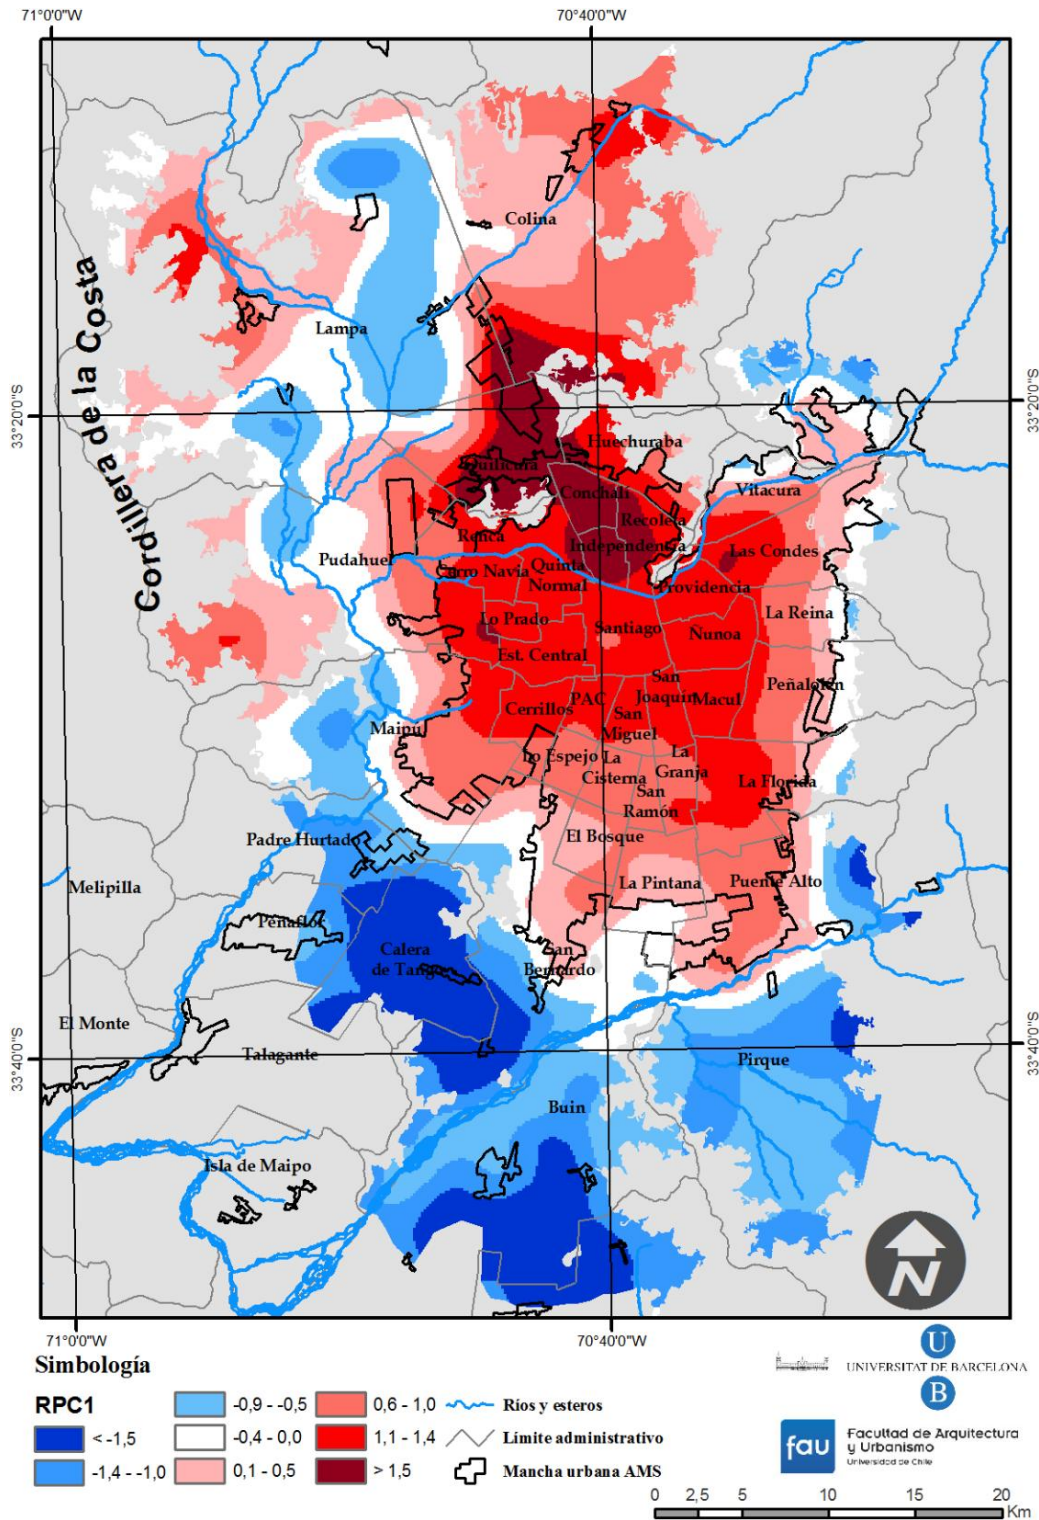 71°0'0"W
70°40'0"W
Colina
Cordillera de la Costa
Lampa
33°20'0"S
33°20'0"S
Huechuraba
Quilicura
Vitacura
Conchalí
Recoleta
Renca
Independencia
Las Condes
Pudahuel
Cerro Navia
Quinta
Normal
Providencia
La Reina
Lo Prado
Santiago
Ñunoa
Est. Central
San
Joaquín
Macul
Peñalolén
PAC
Cerrillos
San
Miguel
Maipú
Lo Espejo
La
Cisterna
La
Granja
La Florida
San
Ramón
El Bosque
Padre Hurtado
Melipilla
La Pintana
Puente Alto
Peñaflor
Calera
de Tango
San
Bernardo
El Monte
Talagante
33°40'0"S
33°40'0"S
Pirque
Buin
Isla de Maipo
N
71°0'0"W
70°40'0"W
Simbología
RPC1
< -1,5
-1,4 - -1,0
-0,9 - -0,5
-0,4 - 0,0
0,1 - 0,5
0,6 - 1,0
1,1 - 1,4
> 1,5
Ríos y esteros
Límite administrativo
Mancha urbana AMS
U
UNIVERSITAT DE BARCELONA
B
fau
Facultad de Arquitectura
y Urbanismo
Universidad de Chile
0 2,5 5 10 15 20
Km